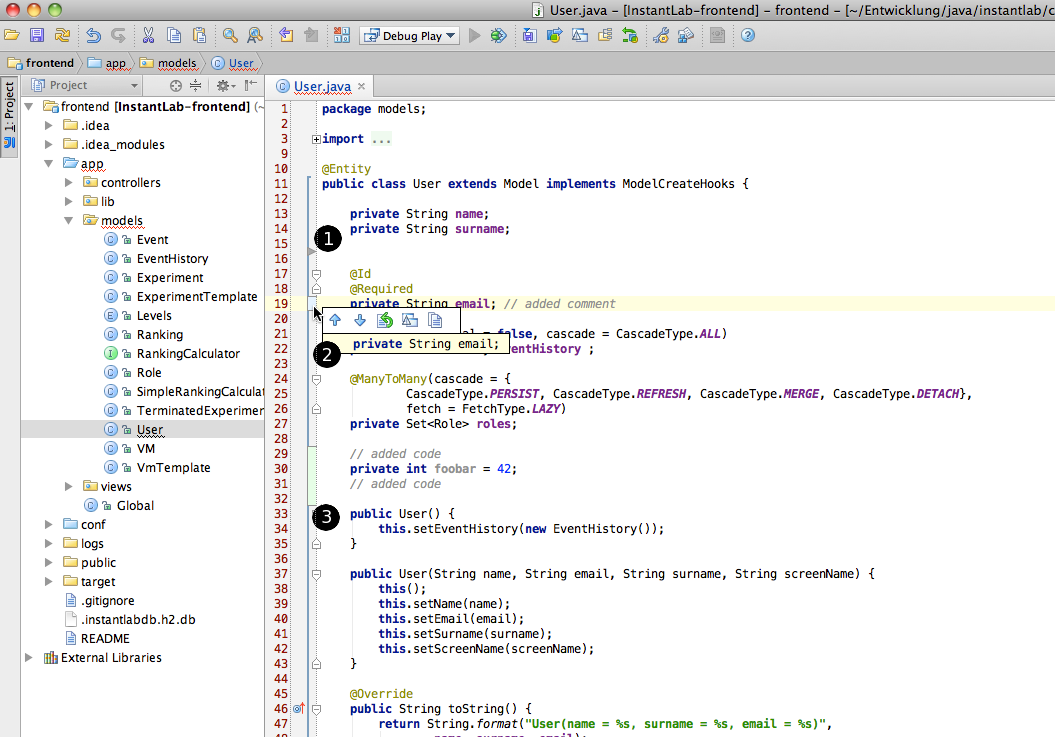 User.java – [InstantLab-frontend] – frontend – [~/Entwicklung/java/instantlab/c
Debug Play
frontend
app
models
User
1: Project
Project
User.java
frontend [InstantLab-frontend] (~
.idea
.idea_modules
app
controllers
lib
models
Event
EventHistory
Experiment
ExperimentTemplate
Levels
Ranking
RankingCalculator
Role
SimpleRankingCalculat
TerminatedExperimen
User
VM
VmTemplate
views
Global
conf
logs
public
target
.gitignore
.instantlabdb.h2.db
README
External Libraries
1 package models;
2
3 import ...
9
10 @Entity
11 public class User extends Model implements ModelCreateHooks {
12
13 private String name;
14 private String surname;
15
1
16
17 @Id
18 @Required
19 private String email; // added comment
20
21 = false, cascade = CascadeType.ALL)
private String email;
2
22 ventHistory ;
23
24 @ManyToMany(cascade = {
25 CascadeType.PERSIST, CascadeType.REFRESH, CascadeType.MERGE, CascadeType.DETACH},
26 fetch = FetchType.LAZY)
27 private Set<Role> roles;
28
29 // added code
30 private int foobar = 42;
31 // added code
32
3
33 public User() {
34 this.setEventHistory(new EventHistory());
35 }
36
37 public User(String name, String email, String surname, String screenName) {
38 this();
39 this.setName(name);
40 this.setEmail(email);
41 this.setSurname(surname);
42 this.setScreenName(screenName);
43 }
44
45 @Override
46 public String toString() {
47 return String.format("User(name = %s, surname = %s, email = %s)",